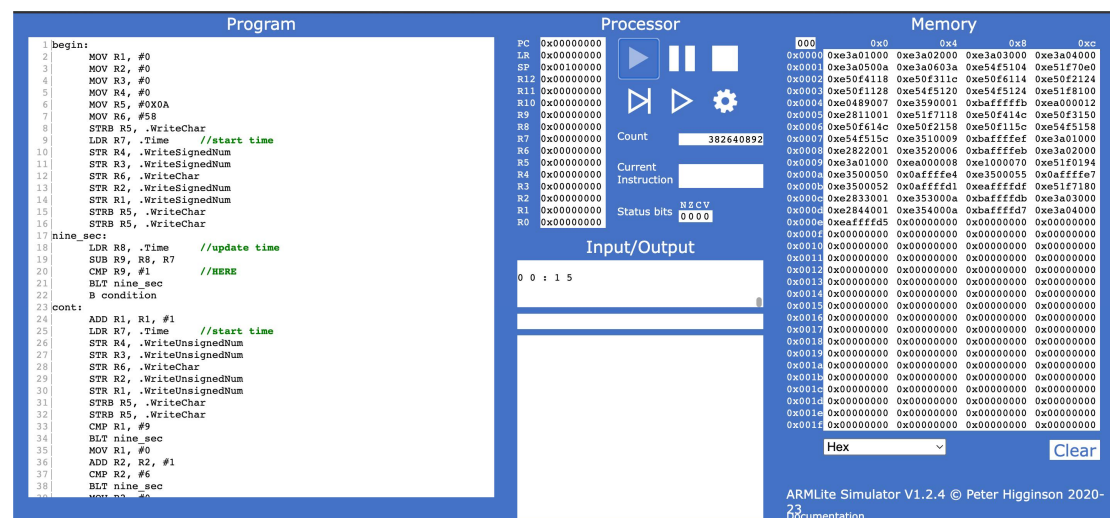 Program
1 begin:
2 MOV R1, #0
3 MOV R2, #0
4 MOV R3, #0
5 MOV R4, #0
6 MOV R5, #0X0A
7 MOV R6, #58
8 STRB R5, .WriteChar
9 LDR R7, .Time //start time
10 STR R4, .WriteSignedNum
11 STR R3, .WriteSignedNum
12 STR R6, .WriteChar
13 STR R2, .WriteSignedNum
14 STR R1, .WriteSignedNum
15 STRB R5, .WriteChar
16 STRB R5, .WriteChar
17 nine_sec:
18 LDR R8, .Time //update time
19 SUB R9, R8, R7
20 CMP R9, #1 //HERE
21 BLT nine_sec
22 B condition
23 cont:
24 ADD R1, R1, #1
25 LDR R7, .Time //start time
26 STR R4, .WriteUnsignedNum
27 STR R3, .WriteUnsignedNum
28 STR R6, .WriteChar
29 STR R2, .WriteUnsignedNum
30 STR R1, .WriteUnsignedNum
31 STRB R5, .WriteChar
32 STRB R5, .WriteChar
33 CMP R1, #9
34 BLT nine_sec
35 MOV R1, #0
36 ADD R2, R2, #1
37 CMP R2, #6
38 BLT nine_sec
Processor
PC 0x00000000
LR 0x00000000
SP 0x00100000
R12 0x00000000
R11 0x00000000
R10 0x00000000
R9 0x00000000
R8 0x00000000
R7 0x00000000
R6 0x00000000
R5 0x00000000
R4 0x00000000
R3 0x00000000
R2 0x00000000
R1 0x00000000
R0 0x00000000
Count 382640892
Current
Instruction
Status bits
N Z C V
0 0 0 0
Input/Output
0 0 : 1 5
Memory
000 0x0 0x4 0x8 0xc
0x0000 0xe3a01000 0xe3a02000 0xe3a03000 0xe3a04000
0x0001 0xe3a0500a 0xe3a0603a 0xe54f5104 0xe51f70e0
0x0002 0xe50f4118 0xe50f311c 0xe50f6114 0xe50f2124
0x0003 0xe50f1128 0xe54f5120 0xe54f5124 0xe51f8100
0x0004 0xe0489007 0xe3590001 0xbafffffb 0xea000012
0x0005 0xe2811001 0xe51f7118 0xe50f414c 0xe50f3150
0x0006 0xe50f614c 0xe50f2158 0xe50f115c 0xe54f5158
0x0007 0xe54f515c 0xe3510009 0xbaffffef 0xe3a01000
0x0008 0xe2822001 0xe3520006 0xbaffffeb 0xe3a02000
0x0009 0xe3a01000 0xea000008 0xe1000070 0xe51f0194
0x000a 0xe3500050 0x0affffe4 0xe3500055 0x0affffe7
0x000b 0xe3500052 0x0affffd1 0xeaffffdf 0xe51f7180
0x000c 0xe2833001 0xe353000a 0xbaffffdb 0xe3a03000
0x000d 0xe2844001 0xe354000a 0xbaffffd7 0xe3a04000
0x000e 0xeaffffd5 0x00000000 0x00000000 0x00000000
0x000f 0x00000000 0x00000000 0x00000000 0x00000000
0x0010 0x00000000 0x00000000 0x00000000 0x00000000
0x0011 0x00000000 0x00000000 0x00000000 0x00000000
0x0012 0x00000000 0x00000000 0x00000000 0x00000000
0x0013 0x00000000 0x00000000 0x00000000 0x00000000
0x0014 0x00000000 0x00000000 0x00000000 0x00000000
0x0015 0x00000000 0x00000000 0x00000000 0x00000000
0x0016 0x00000000 0x00000000 0x00000000 0x00000000
0x0017 0x00000000 0x00000000 0x00000000 0x00000000
0x0018 0x00000000 0x00000000 0x00000000 0x00000000
0x0019 0x00000000 0x00000000 0x00000000 0x00000000
0x001a 0x00000000 0x00000000 0x00000000 0x00000000
0x001b 0x00000000 0x00000000 0x00000000 0x00000000
0x001c 0x00000000 0x00000000 0x00000000 0x00000000
0x001d 0x00000000 0x00000000 0x00000000 0x00000000
0x001e 0x00000000 0x00000000 0x00000000 0x00000000
0x001f 0x00000000 0x00000000 0x00000000 0x00000000
Hex
Clear
ARMLite Simulator V1.2.4 © Peter Higginson 2020-
23
Documentation